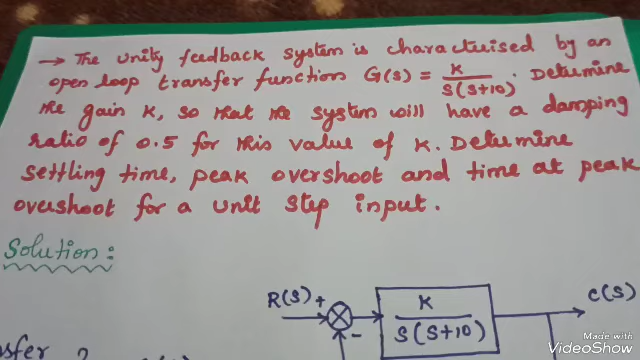 → The unity feedback system is characterised by an
open loop transfer function G(s) = K / S(S+10) . Determine
the gain K, so that the system will have a damping
ratio of 0.5 for this value of K. Determine
settling time, peak overshoot and time at peak
overshoot for a unit step input.
Solution:
R(S) + K / S(S+10) C(S)
-
Made with
VideoShow